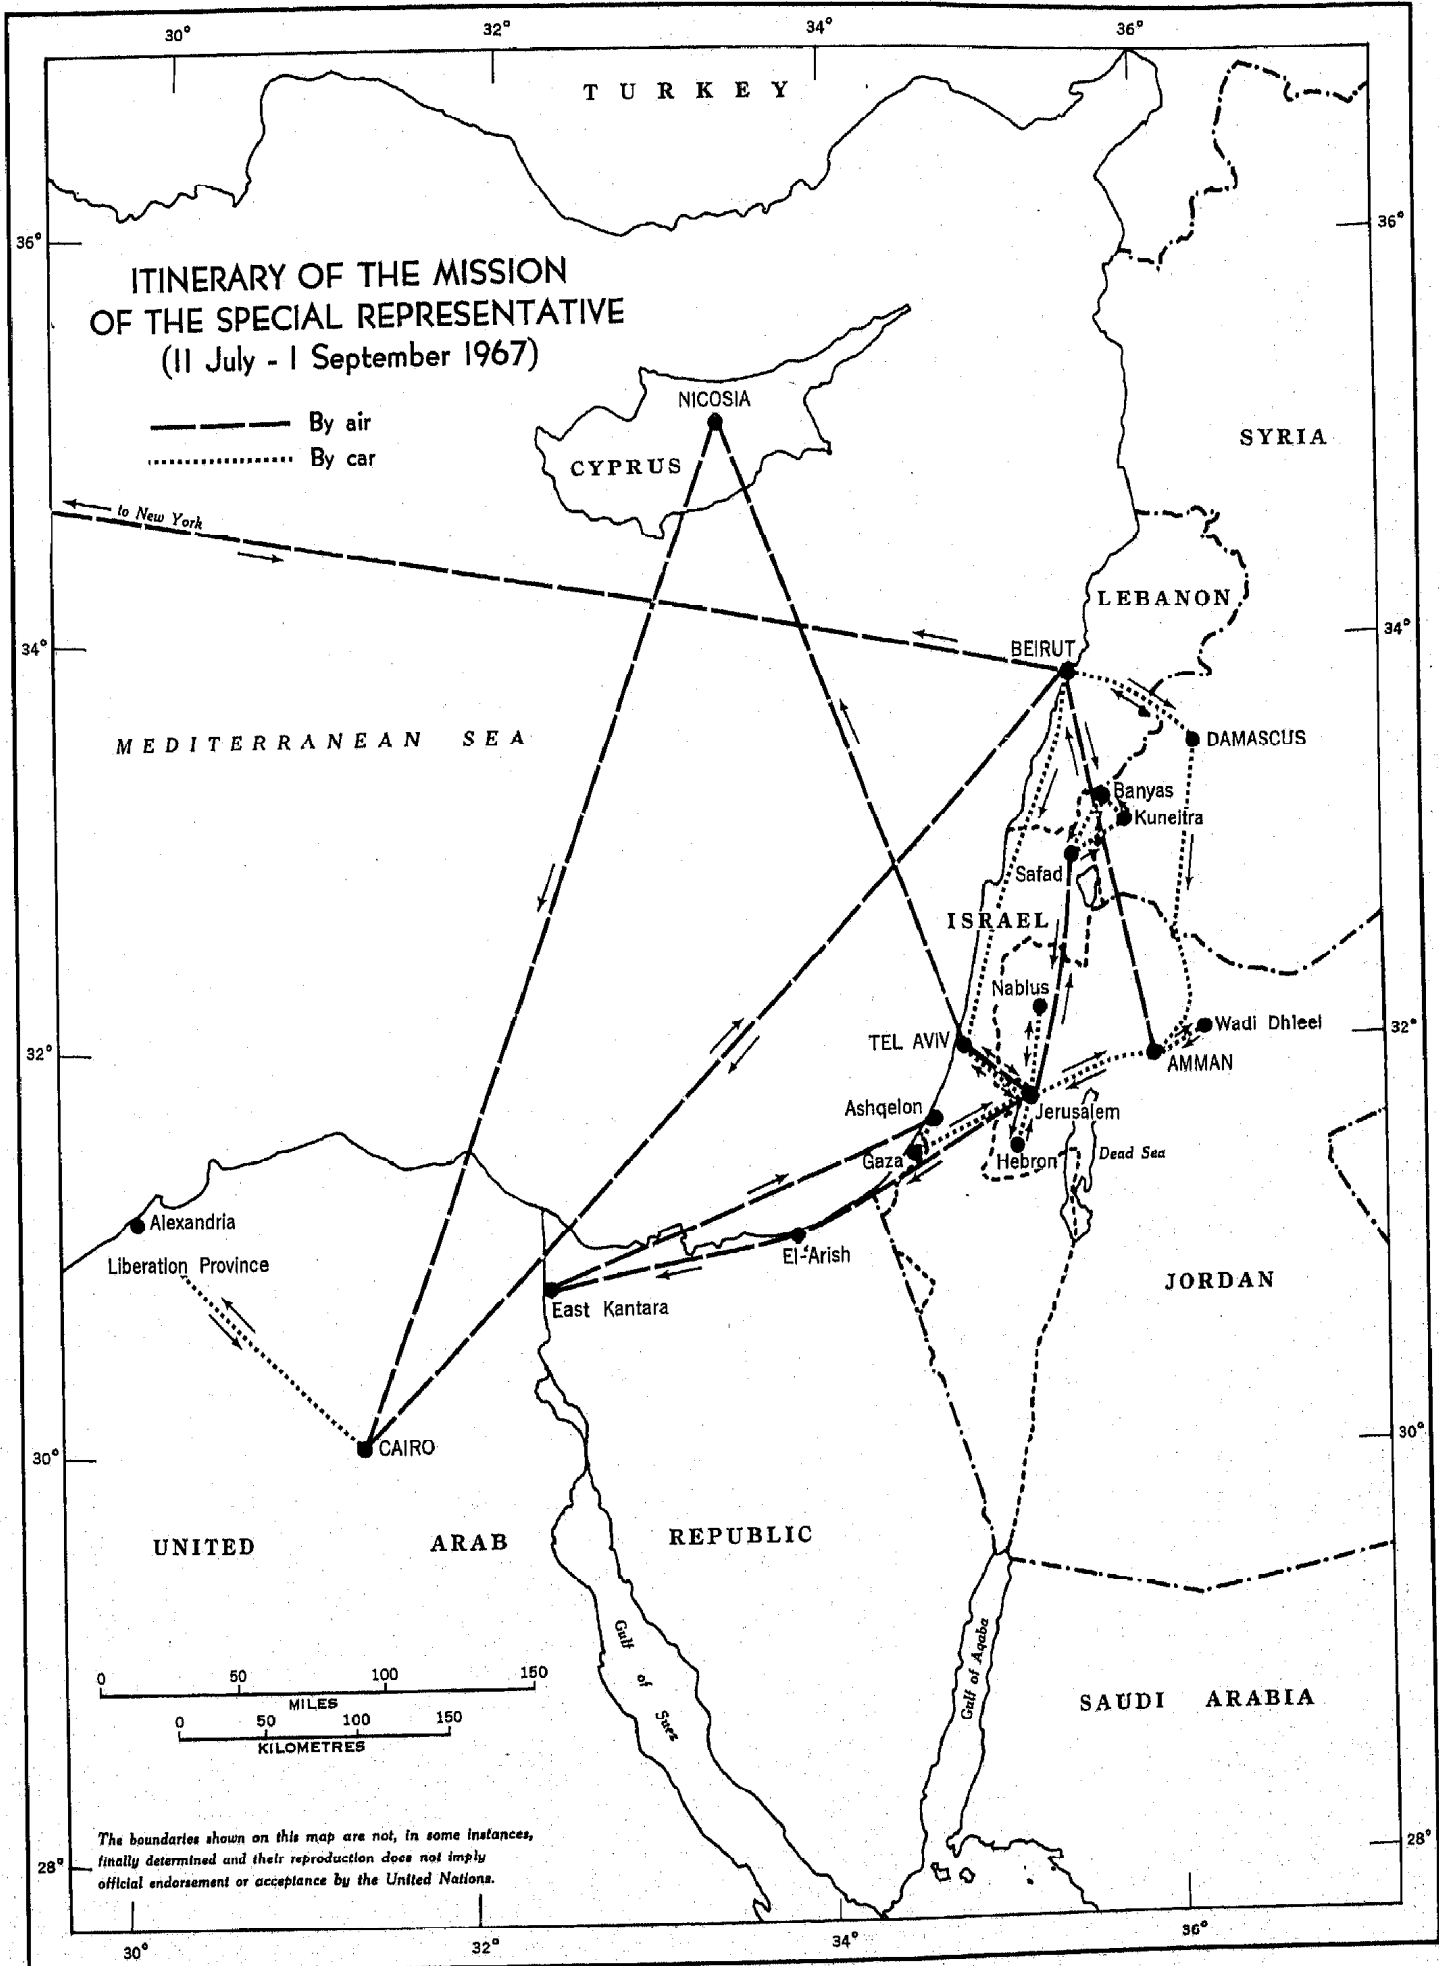 30° 32° 34° 36°
TURKEY
36° 36°
ITINERARY OF THE MISSION
OF THE SPECIAL REPRESENTATIVE
(11 July - 1 September 1967)
By air
By car
NICOSIA
CYPRUS
SYRIA
to New York
LEBANON
34° 34°
BEIRUT
MEDITERRANEAN SEA
DAMASCUS
Banyas
Kuneitra
Safad
ISRAEL
Nablus
32° 32°
TEL AVIV
Wadi Dhleel
AMMAN
Ashqelon
Jerusalem
Gaza
Hebron
Dead Sea
Alexandria
Liberation Province
El-Arish
JORDAN
East Kantara
CAIRO
30° 30°
UNITED ARAB REPUBLIC
Gulf of Suez
Gulf of Aqaba
SAUDI ARABIA
0 50 100 150
MILES
0 50 100 150
KILOMETRES
The boundaries shown on this map are not, in some instances,
finally determined and their reproduction does not imply
official endorsement or acceptance by the United Nations.
28° 28°
30° 32° 34° 36°